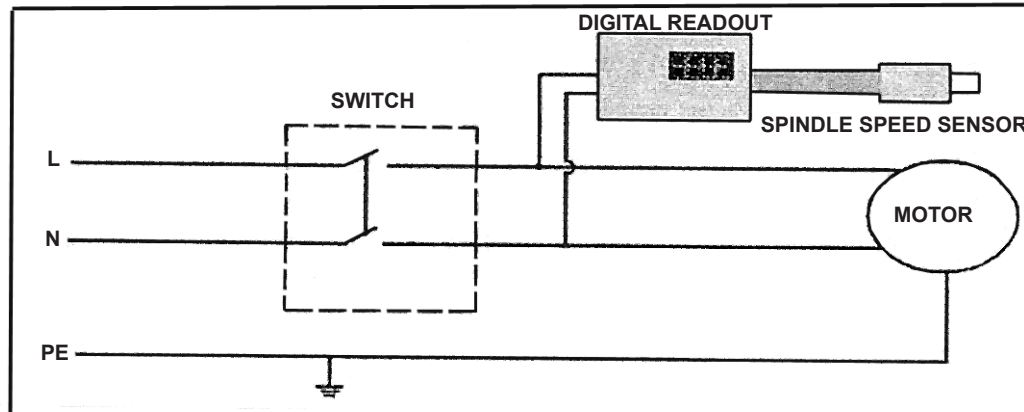 DIGITAL READOUT
SWITCH
SPINDLE SPEED SENSOR
L
MOTOR
N
PE